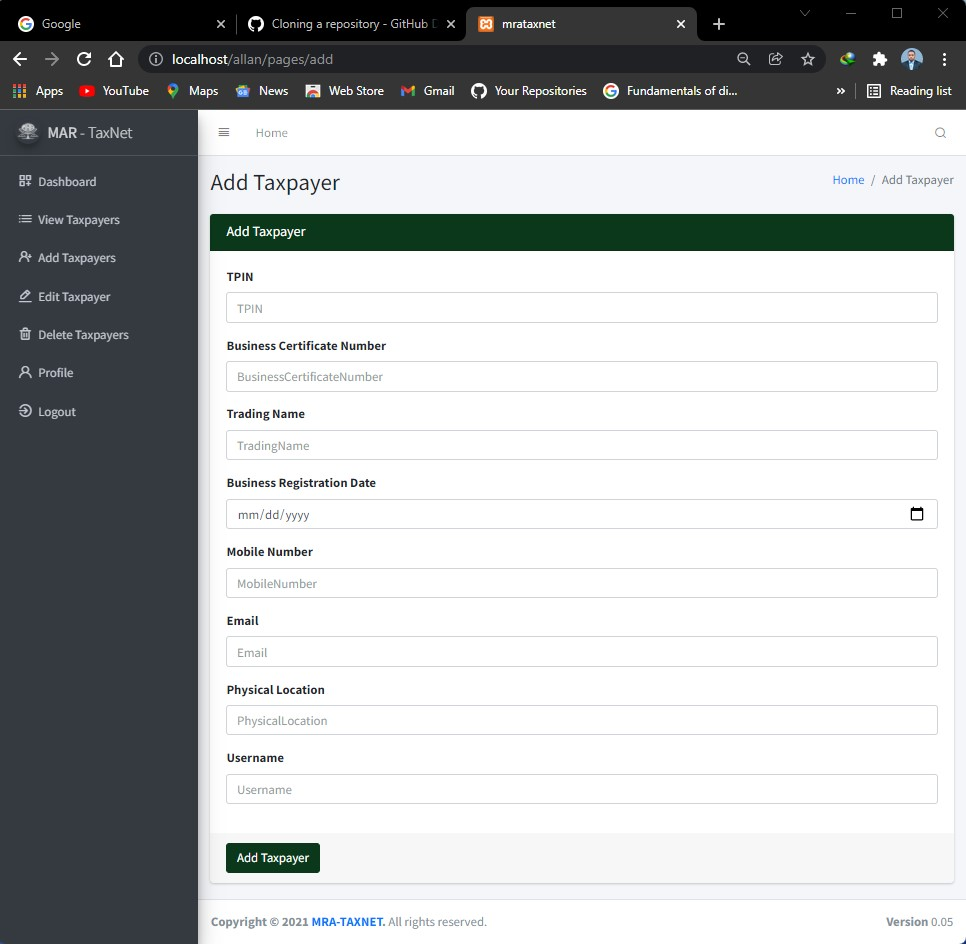 Google
Cloning a repository - GitHub
mrataxnet
localhost/allan/pages/add
Apps
YouTube
Maps
News
Web Store
Gmail
Your Repositories
Fundamentals of di...
»
Reading list
MAR - TaxNet
Home
Dashboard
View Taxpayers
Add Taxpayers
Edit Taxpayer
Delete Taxpayers
Profile
Logout
Add Taxpayer
Home / Add Taxpayer
Add Taxpayer
TPIN
TPIN
Business Certificate Number
BusinessCertificateNumber
Trading Name
TradingName
Business Registration Date
mm/dd/yyyy
Mobile Number
MobileNumber
Email
Email
Physical Location
PhysicalLocation
Username
Username
Add Taxpayer
Copyright © 2021 MRA-TAXNET. All rights reserved.
Version 0.05